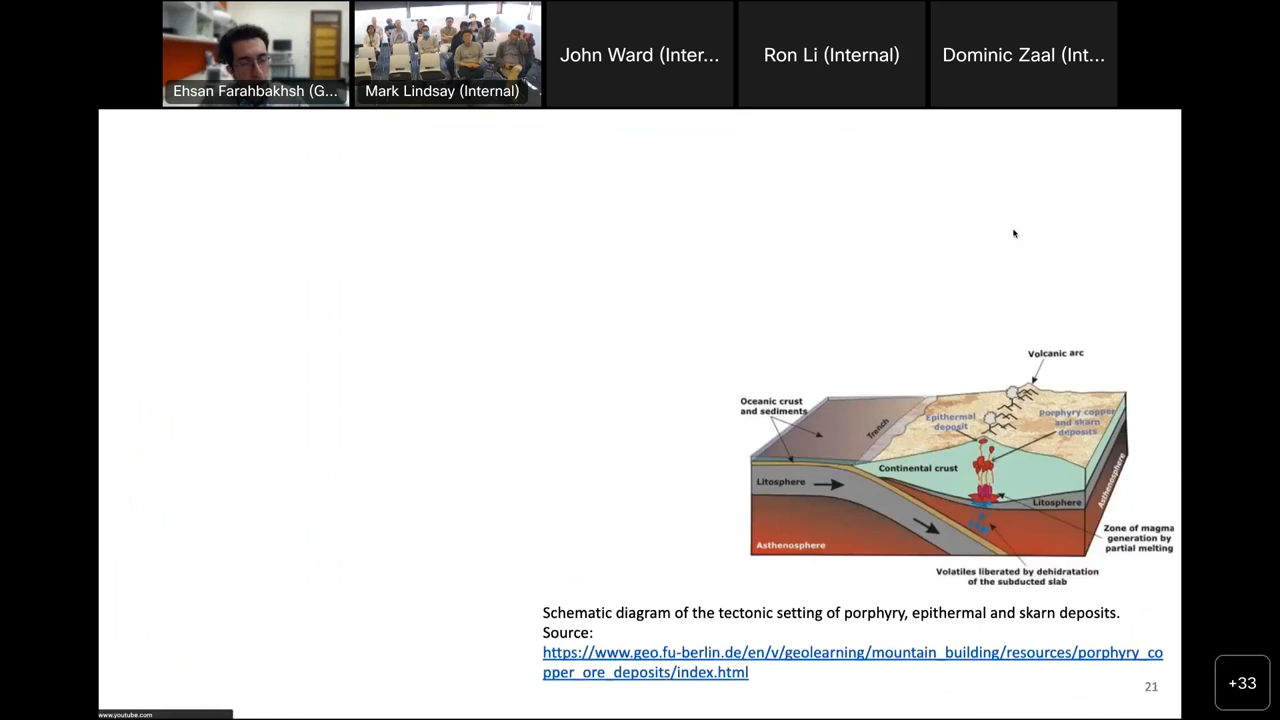 Ehsan Farahbakhsh (G...
Mark Lindsay (Internal)
John Ward (Inter...
Ron Li (Internal)
Dominic Zaal (Int...
Volcanic arc
Oceanic crust
and sediments
Trench
Epithermal
deposit
Porphyry copper
and skarn
deposits
Continental crust
Litosphere
Litosphere
Asthenosphere
Asthenosphere
Zone of magma
generation by
partial melting
Volatiles liberated by dehidratation
of the subducted slab
Schematic diagram of the tectonic setting of porphyry, epithermal and skarn deposits.
Source:
https://www.geo.fu-berlin.de/en/v/geolearning/mountain_building/resources/porphyry_co
pper_ore_deposits/index.html
21
+33
www.youtube.com